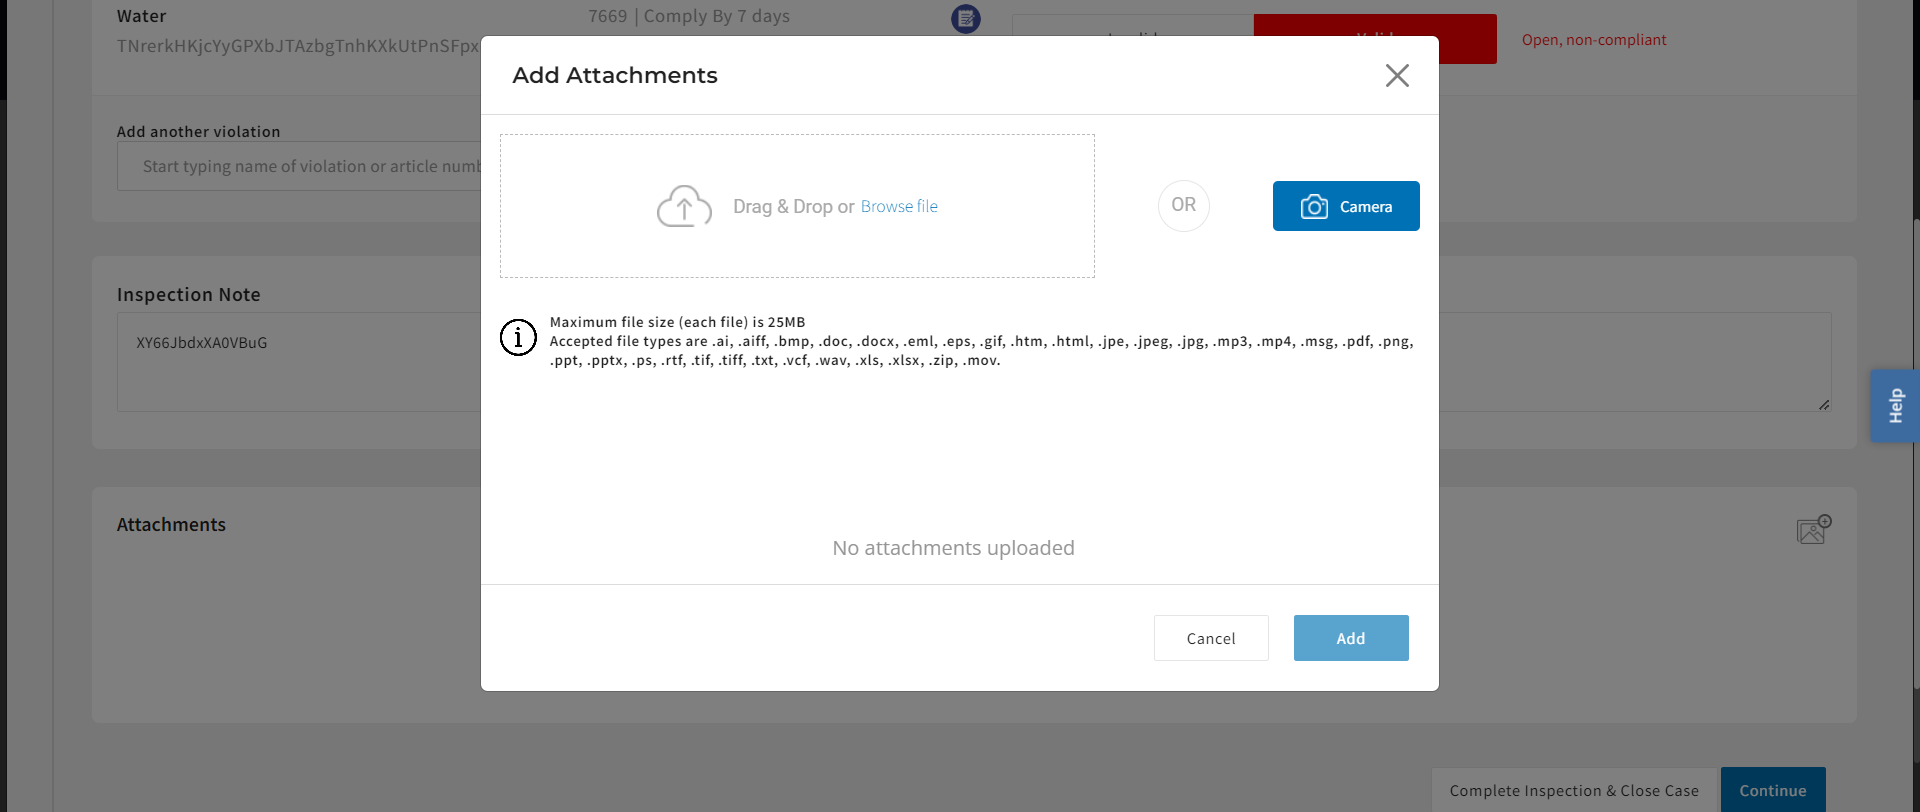 Water
7669 | Comply By 7 days
Open, non-compliant
Add Attachments
Add another violation
Start typing name of violation or article
Drag & Drop or Browse file
OR
Camera
Inspection Note
XY66JbdxXA0VBuG
Maximum file size (each file) is 25MB
Accepted file types are .ai, .aiff, .bmp, .doc, .docx, .eml, .eps, .gif, .htm, .html, .jpe, .jpeg, .jpg, .mp3, .mp4, .msg, .pdf, .png,
.ppt, .pptx, .ps, .rtf, .tif, .tiff, .txt, .vcf, .wav, .xls, .xlsx, .zip, .mov.
Help
Attachments
No attachments uploaded
Cancel
Add
Complete Inspection & Close Case
Continue